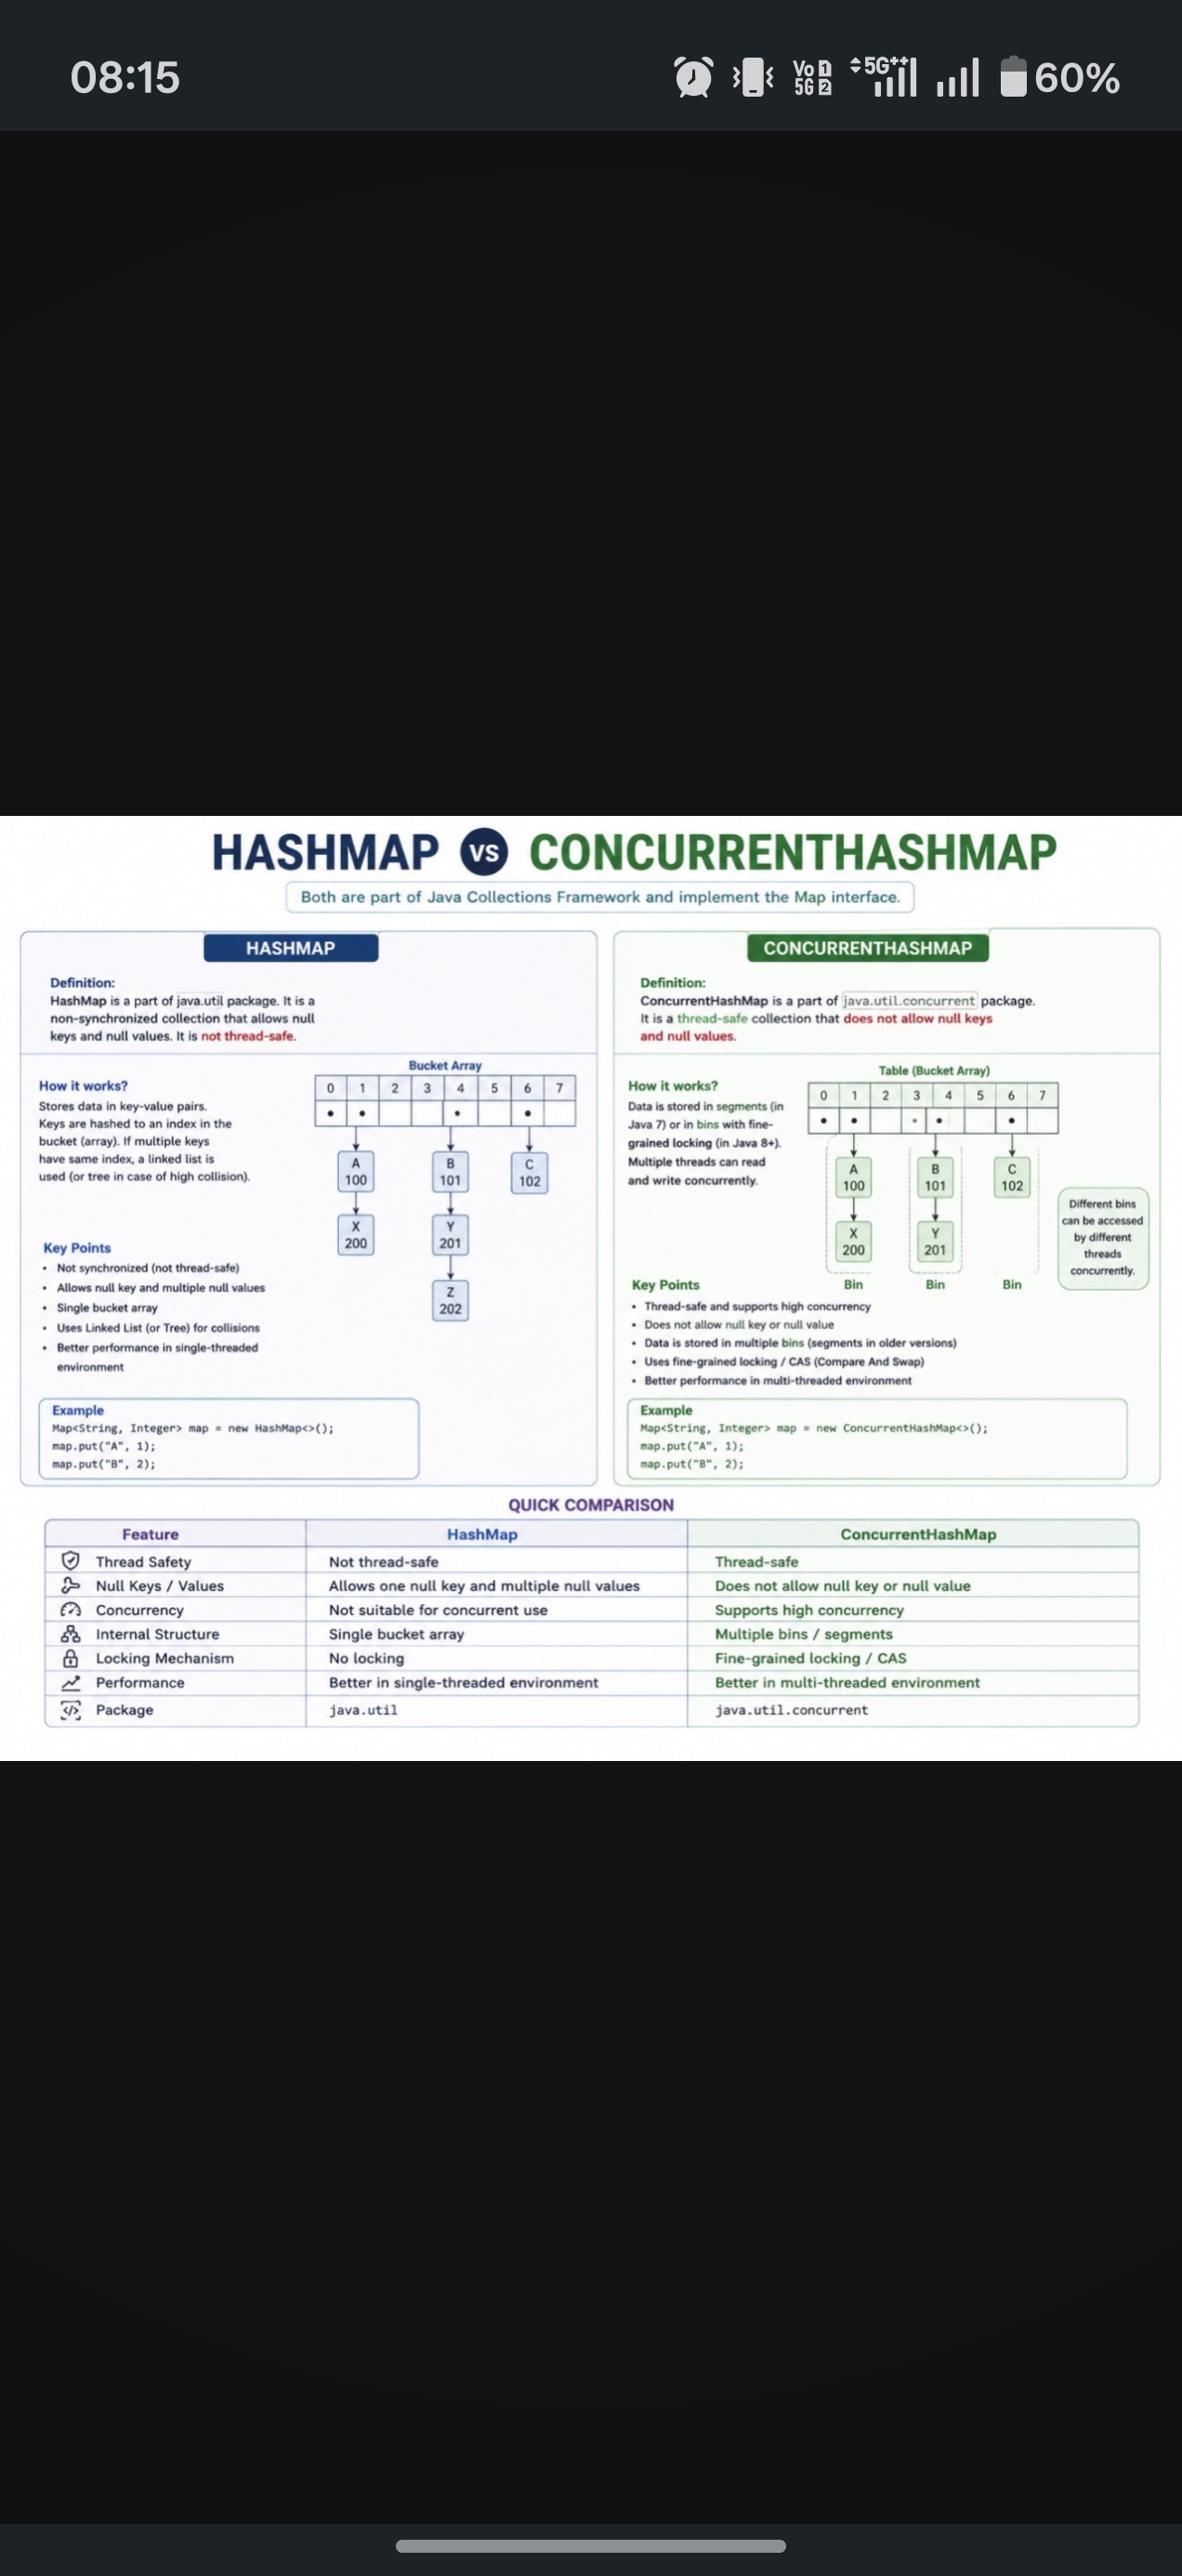 08:15
Vo 1
5G 2
5G++
60%
HASHMAP VS CONCURRENTHASHMAP
Both are part of Java Collections Framework and implement the Map interface.
HASHMAP
Definition:
HashMap is a part of java.util package. It is a
non-synchronized collection that allows null
keys and null values. It is not thread-safe.
How it works?
Stores data in key-value pairs.
Keys are hashed to an index in the
bucket (array). If multiple keys
have same index, a linked list is
used (or tree in case of high collision).
Bucket Array
0 1 2 3 4 5 6 7
A
100
B
101
C
102
X
200
Y
201
Z
202
Key Points
• Not synchronized (not thread-safe)
• Allows null key and multiple null values
• Single bucket array
• Uses Linked List (or Tree) for collisions
• Better performance in single-threaded
environment
Example
Map<String, Integer> map = new HashMap<>();
map.put("A", 1);
map.put("B", 2);
CONCURRENTHASHMAP
Definition:
ConcurrentHashMap is a part of java.util.concurrent package.
It is a thread-safe collection that does not allow null keys
and null values.
How it works?
Data is stored in segments (in
Java 7) or in bins with fine-
grained locking (in Java 8+).
Multiple threads can read
and write concurrently.
Table (Bucket Array)
0 1 2 3 4 5 6 7
A
100
B
101
C
102
X
200
Y
201
Bin Bin Bin
Different bins
can be accessed
by different
threads
concurrently.
Key Points
• Thread-safe and supports high concurrency
• Does not allow null key or null value
• Data is stored in multiple bins (segments in older versions)
• Uses fine-grained locking / CAS (Compare And Swap)
• Better performance in multi-threaded environment
Example
Map<String, Integer> map = new ConcurrentHashMap<>();
map.put("A", 1);
map.put("B", 2);
QUICK COMPARISON
Feature HashMap ConcurrentHashMap
Thread Safety Not thread-safe Thread-safe
Null Keys / Values Allows one null key and multiple null values Does not allow null key or null value
Concurrency Not suitable for concurrent use Supports high concurrency
Internal Structure Single bucket array Multiple bins / segments
Locking Mechanism No locking Fine-grained locking / CAS
Performance Better in single-threaded environment Better in multi-threaded environment
Package java.util java.util.concurrent